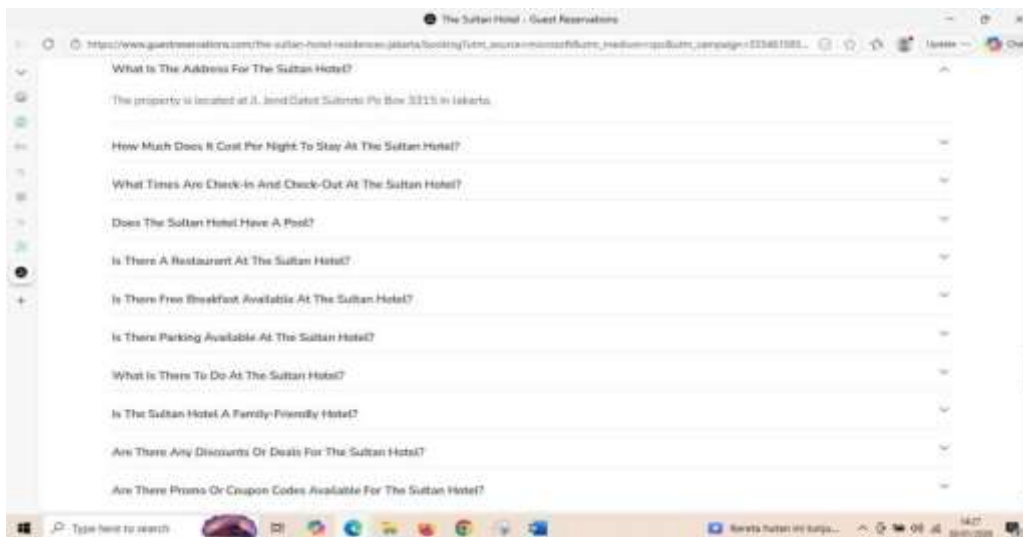 The Sultan Hotel - Guest Reservations
What Is The Address For The Sultan Hotel?
The property is located at Jl. Jend Gatot Subroto Po Box 3315 in Jakarta.
How Much Does It Cost Per Night To Stay At The Sultan Hotel?
What Times Are Check-In And Check-Out At The Sultan Hotel?
Does The Sultan Hotel Have A Pool?
Is There A Restaurant At The Sultan Hotel?
Is There Free Breakfast Available At The Sultan Hotel?
Is There Parking Available At The Sultan Hotel?
What Is There To Do At The Sultan Hotel?
Is The Sultan Hotel A Family-Friendly Hotel?
Are There Any Discounts Or Deals For The Sultan Hotel?
Are There Promo Or Coupon Codes Available For The Sultan Hotel?
Type here to search
Kereta hutan ini
14:27